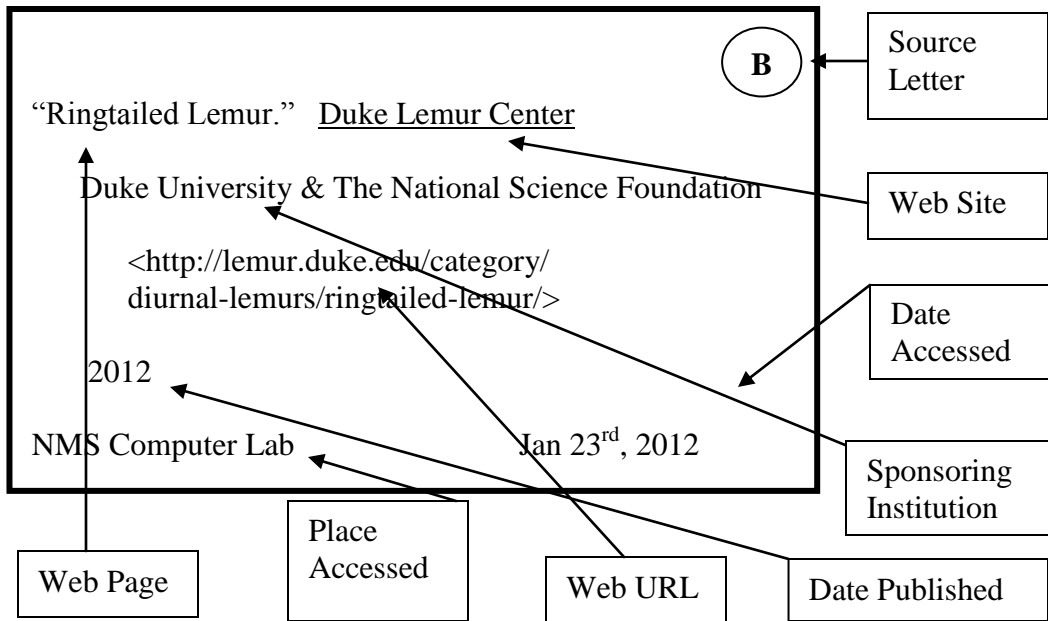 B
Source
Letter
“Ringtailed Lemur.” Duke Lemur Center
Duke University & The National Science Foundation
Web Site
<http://lemur.duke.edu/category/
diurnal-lemurs/ringtailed-lemur/>
Date
Accessed
2012
NMS Computer Lab Jan 23rd, 2012
Sponsoring
Institution
Place
Accessed
Web Page
Web URL
Date Published